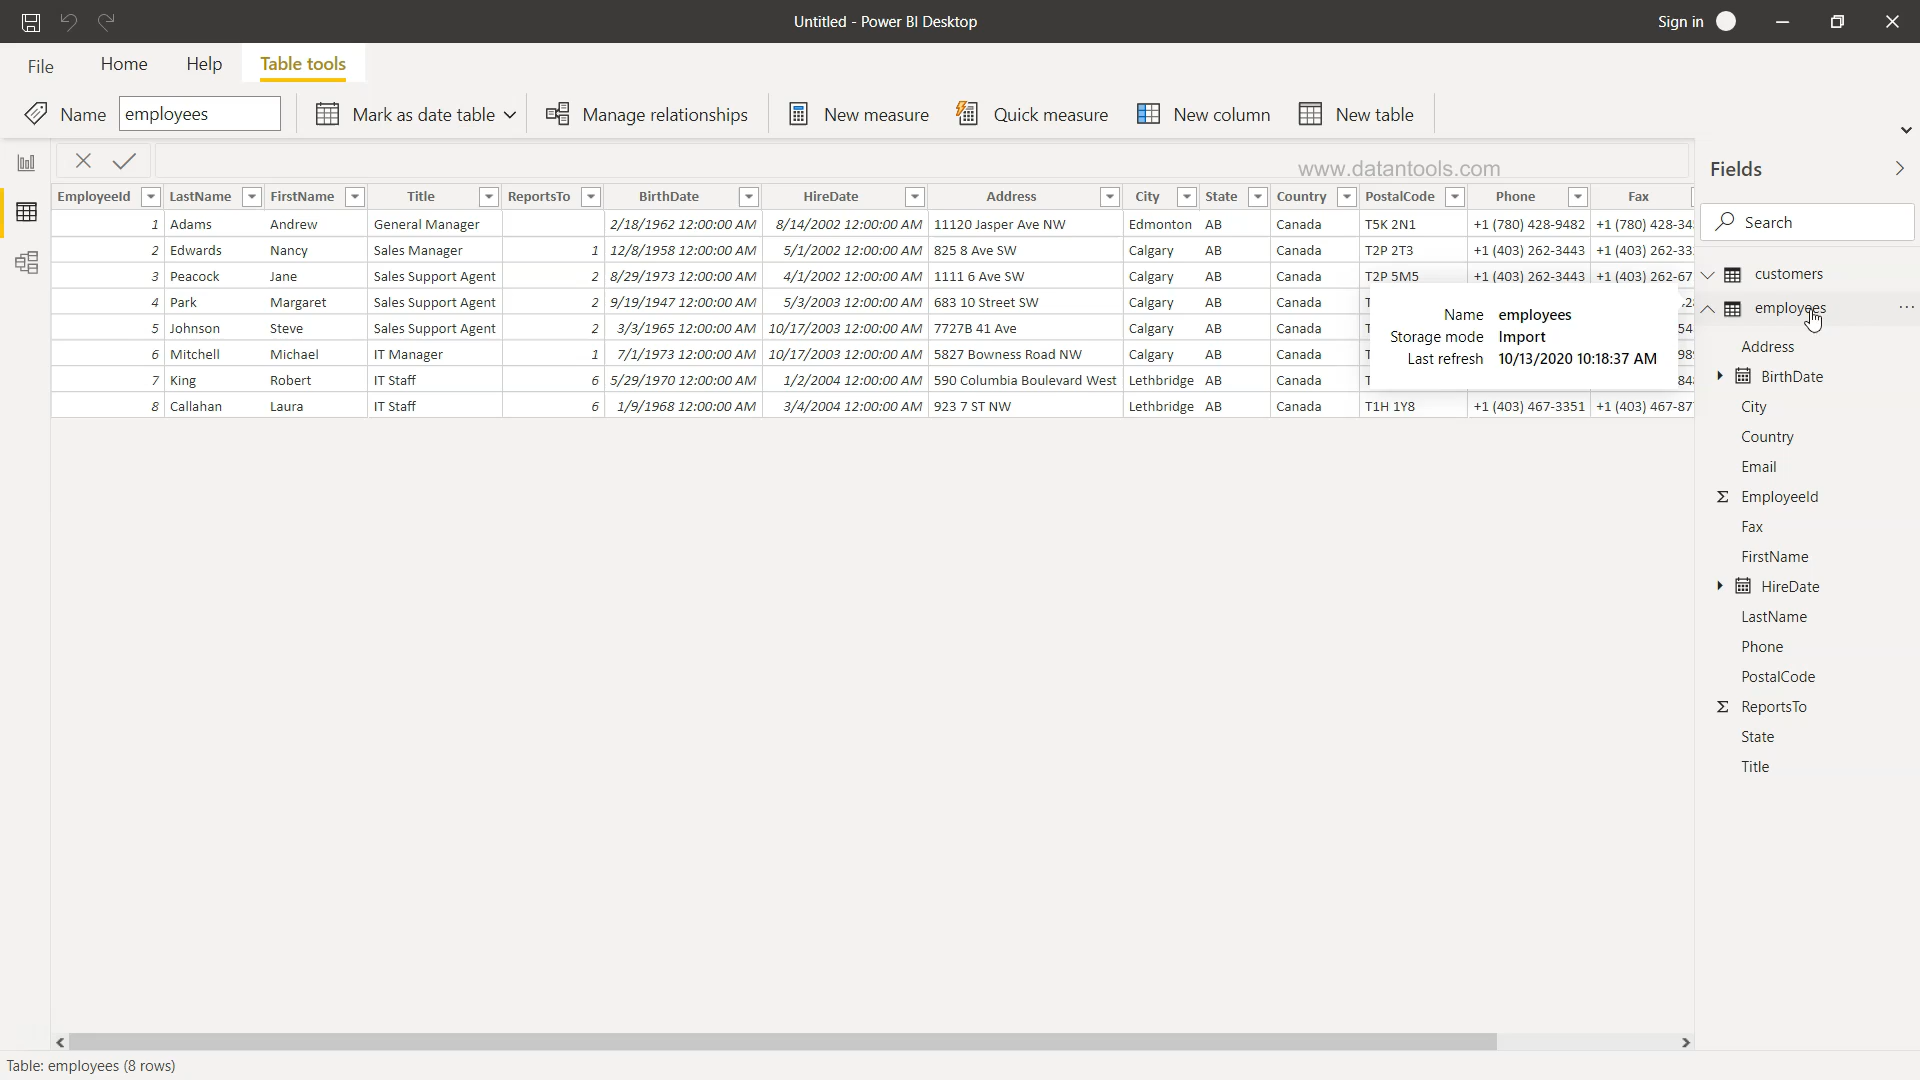 Untitled - Power BI Desktop
Sign in
File Home Help Table tools
Name employees Mark as date table Manage relationships New measure Quick measure New column New table
www.datantools.com
Fields
EmployeeId LastName FirstName Title ReportsTo BirthDate HireDate Address City State Country PostalCode Phone Fax
1 Adams Andrew General Manager 2/18/1962 12:00:00 AM 8/14/2002 12:00:00 AM 11120 Jasper Ave NW Edmonton AB Canada T5K 2N1 +1 (780) 428-9482 +1 (780) 428-34
2 Edwards Nancy Sales Manager 1 12/8/1958 12:00:00 AM 5/1/2002 12:00:00 AM 825 8 Ave SW Calgary AB Canada T2P 2T3 +1 (403) 262-3443 +1 (403) 262-33
3 Peacock Jane Sales Support Agent 2 8/29/1973 12:00:00 AM 4/1/2002 12:00:00 AM 1111 6 Ave SW Calgary AB Canada T2P 5M5 +1 (403) 262-3443 +1 (403) 262-67
4 Park Margaret Sales Support Agent 2 9/19/1947 12:00:00 AM 5/3/2003 12:00:00 AM 683 10 Street SW Calgary AB Canada
5 Johnson Steve Sales Support Agent 2 3/3/1965 12:00:00 AM 10/17/2003 12:00:00 AM 7727B 41 Ave Calgary AB Canada
6 Mitchell Michael IT Manager 1 7/1/1973 12:00:00 AM 10/17/2003 12:00:00 AM 5827 Bowness Road NW Calgary AB Canada
7 King Robert IT Staff 6 5/29/1970 12:00:00 AM 1/2/2004 12:00:00 AM 590 Columbia Boulevard West Lethbridge AB Canada
8 Callahan Laura IT Staff 6 1/9/1968 12:00:00 AM 3/4/2004 12:00:00 AM 923 7 ST NW Lethbridge AB Canada T1H 1Y8 +1 (403) 467-3351 +1 (403) 467-87
Name employees
Storage mode Import
Last refresh 10/13/2020 10:18:37 AM
Search
customers
employees
Address
BirthDate
City
Country
Email
Σ EmployeeId
Fax
FirstName
HireDate
LastName
Phone
PostalCode
Σ ReportsTo
State
Title
Table: employees (8 rows)